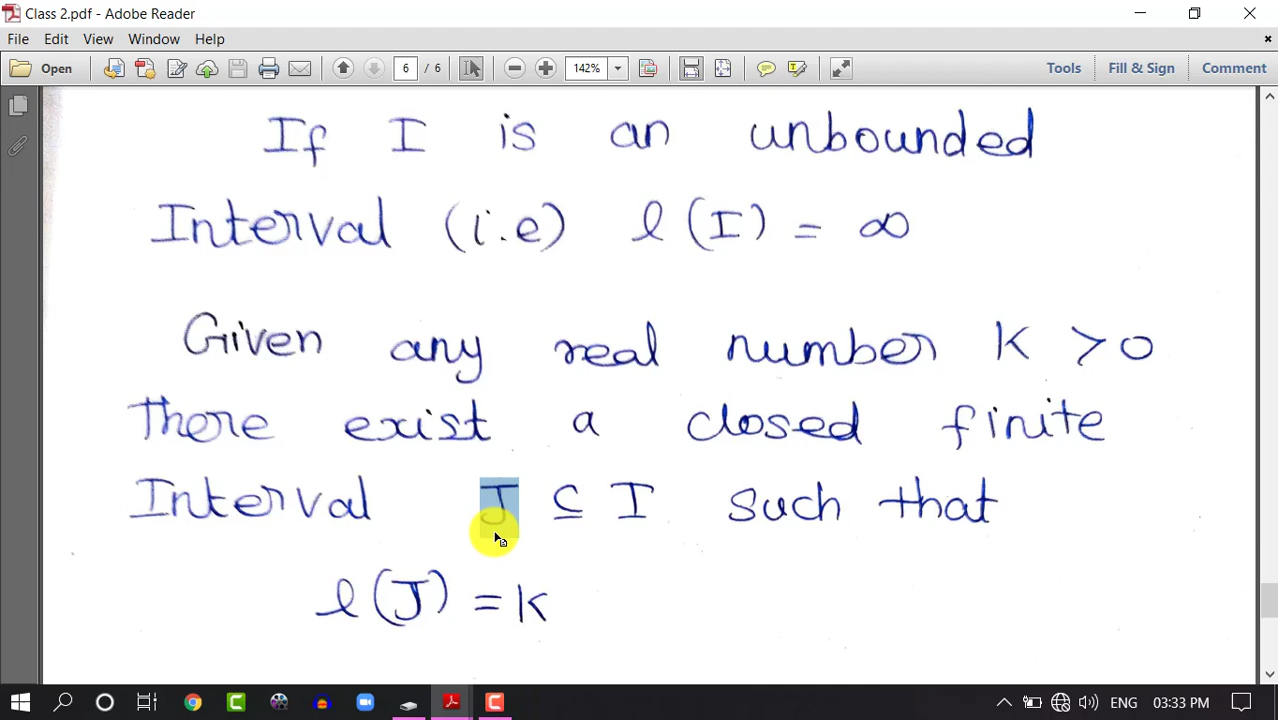 Class 2.pdf - Adobe Reader
File Edit View Window Help
Open 6 / 6 142% Tools Fill & Sign Comment
If I is an unbounded
Interval (i.e) l (I) = ∞
Given any real number K > 0
There exist a closed finite
Interval J ⊆ I such that
l (J) = K
ENG 03:33 PM